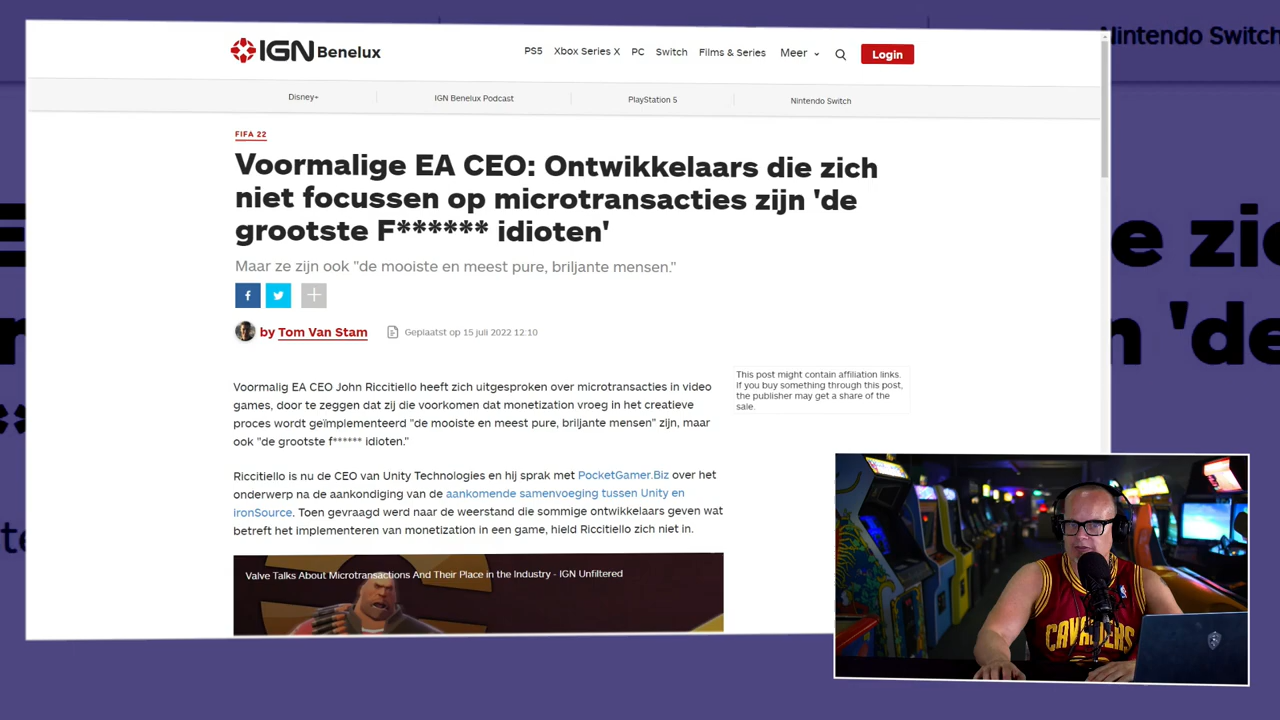 Nintendo Switch
IGN Benelux
PS5 Xbox Series X PC Switch Films & Series Meer Login
Disney+ IGN Benelux Podcast PlayStation 5 Nintendo Switch
FIFA 22
Voormalige EA CEO: Ontwikkelaars die zich
niet focussen op microtransacties zijn 'de
grootste F****** idioten'
Maar ze zijn ook "de mooiste en meest pure, briljante mensen."
by Tom Van Stam Geplaatst op 15 juli 2022 12:10
Voormalig EA CEO John Riccitiello heeft zich uitgesproken over microtransacties in video
games, door te zeggen dat zij die voorkomen dat monetization vroeg in het creatieve
proces wordt geïmplementeerd "de mooiste en meest pure, briljante mensen" zijn, maar
ook "de grootste f****** idioten."
This post might contain affiliation links.
If you buy something through this post,
the publisher may get a share of the
sale.
Riccitiello is nu de CEO van Unity Technologies en hij sprak met PocketGamer.Biz over het
onderwerp na de aankondiging van de aankomende samenvoeging tussen Unity en
ironSource. Toen gevraagd werd naar de weerstand die sommige ontwikkelaars geven wat
betreft het implementeren van monetization in een game, hield Riccitiello zich niet in.
Valve Talks About Microtransactions And Their Place in the Industry - IGN Unfiltered
CAVALIERS